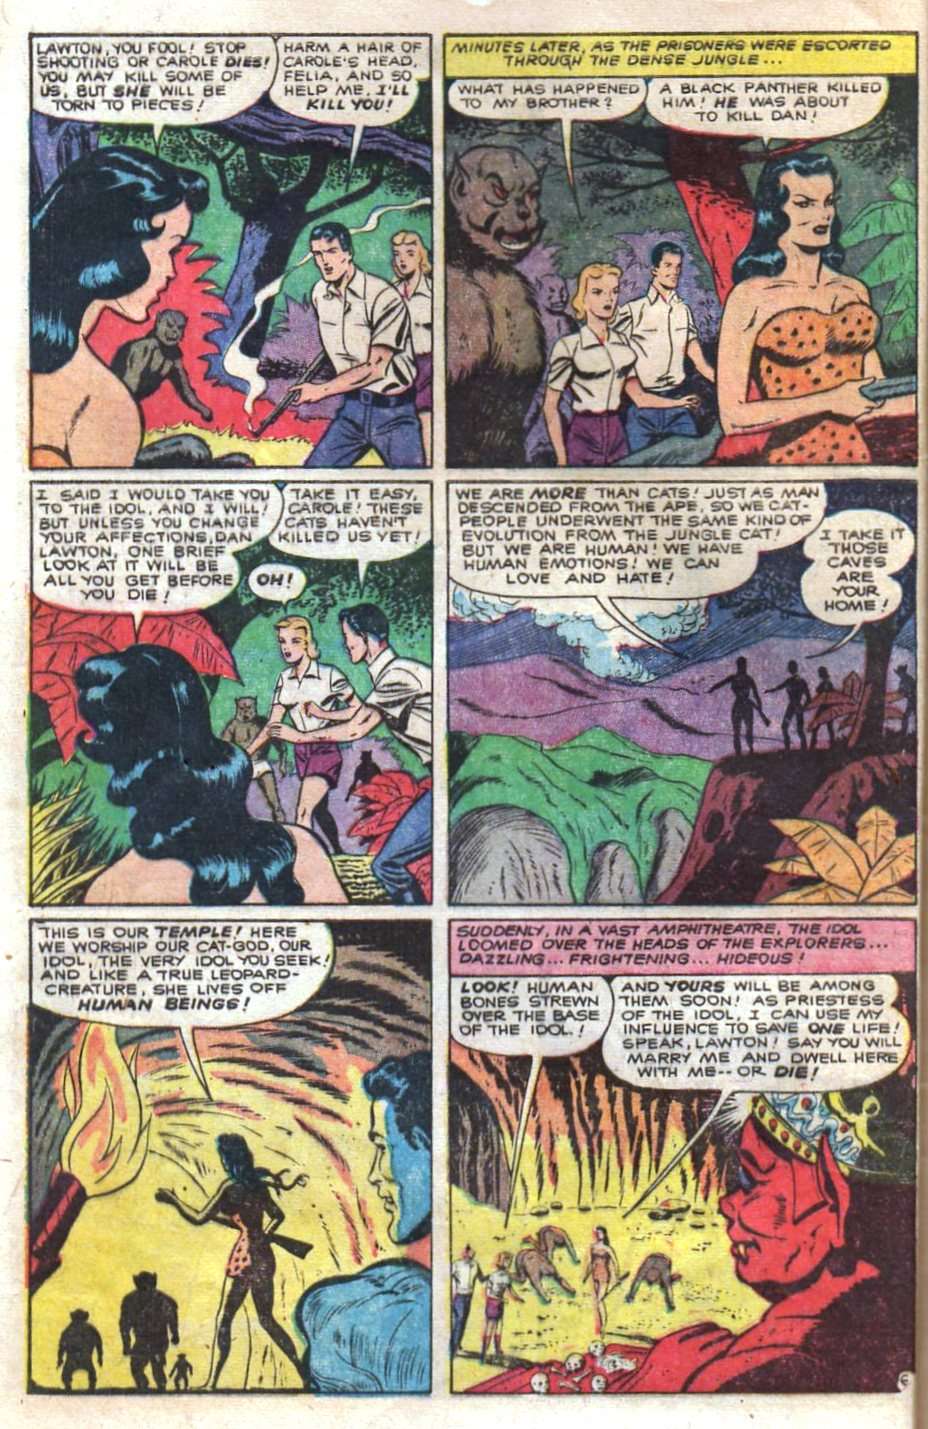 LAWTON, YOU FOOL! STOP
SHOOTING OR CAROLE DIES!
YOU MAY KILL SOME OF
US, BUT SHE WILL BE
TORN TO PIECES!
HARM A HAIR OF
CAROLE'S HEAD,
FELIA, AND SO
HELP ME, I'LL
KILL YOU!
MINUTES LATER, AS THE PRISONERS WERE ESCORTED
THROUGH THE DENSE JUNGLE...
WHAT HAS HAPPENED
TO MY BROTHER?
A BLACK PANTHER KILLED
HIM! HE WAS ABOUT
TO KILL DAN!
I SAID I WOULD TAKE YOU
TO THE IDOL, AND I WILL!
BUT UNLESS YOU CHANGE
YOUR AFFECTIONS, DAN
LAWTON, ONE BRIEF
LOOK AT IT WILL BE
ALL YOU GET BEFORE
YOU DIE!
OH!
TAKE IT EASY,
CAROLE! THESE
CATS HAVEN'T
KILLED US YET!
WE ARE MORE THAN CATS! JUST AS MAN
DESCENDED FROM THE APE, SO WE CAT-
PEOPLE UNDERWENT THE SAME KIND OF
EVOLUTION FROM THE JUNGLE CAT!
BUT WE ARE HUMAN! WE HAVE
HUMAN EMOTIONS! WE CAN
LOVE AND HATE!
I TAKE IT
THOSE
CAVES
ARE
YOUR
HOME!
THIS IS OUR TEMPLE! HERE
WE WORSHIP OUR CAT-GOD, OUR
IDOL, THE VERY IDOL YOU SEEK!
AND LIKE A TRUE LEOPARD-
CREATURE, SHE LIVES OFF
HUMAN BEINGS!
SUDDENLY, IN A VAST AMPHITHEATRE, THE IDOL
LOOMED OVER THE HEADS OF THE EXPLORERS...
DAZZLING... FRIGHTENING... HIDEOUS!
LOOK! HUMAN
BONES STREWN
OVER THE BASE
OF THE IDOL!
AND YOURS WILL BE AMONG
THEM SOON! AS PRIESTESS
OF THE IDOL, I CAN USE MY
INFLUENCE TO SAVE ONE LIFE!
SPEAK, LAWTON! SAY YOU WILL
MARRY ME AND DWELL HERE
WITH ME-- OR DIE!